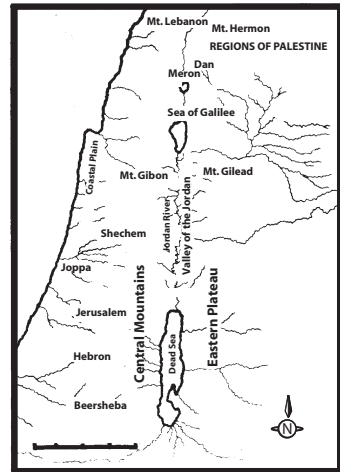 Mt. Lebanon
Mt. Hermon
REGIONS OF PALESTINE
Dan
Meron
Sea of Galilee
Coastal Plain
Mt. Gibon
Mt. Gilead
Jordan River
Valley of the Jordan
Shechem
Joppa
Central Mountains
Eastern Plateau
Jerusalem
Dead Sea
Hebron
Beersheba
N